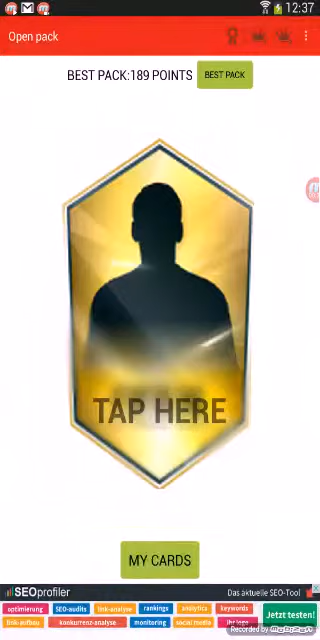 12:37
Open pack
BEST PACK:189 POINTS
BEST PACK
TAP HERE
MY CARDS
SEOprofiler
Das aktuelle SEO-Tool
optimierung SEO-audits link-analyse rankings analytics keywords
link-aufbau konkurrenz-analyse monitoring social media ihr logo
Jetzt testen!
Recorded by